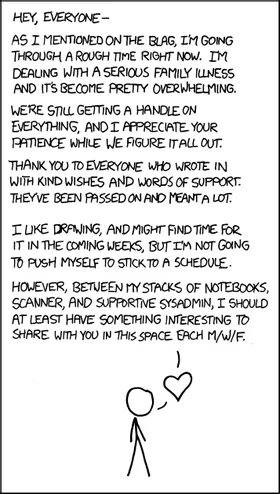 HEY, EVERYONE—
AS I MENTIONED ON THE BLAG, I'M GOING
THROUGH A ROUGH TIME RIGHT NOW. I'M
DEALING WITH A SERIOUS FAMILY ILLNESS
AND IT'S BECOME PRETTY OVERWHELMING.
WE'RE STILL GETTING A HANDLE ON
EVERYTHING, AND I APPRECIATE YOUR
PATIENCE WHILE WE FIGURE IT ALL OUT.
THANK YOU TO EVERYONE WHO WROTE IN
WITH KIND WISHES AND WORDS OF SUPPORT.
THEY'VE BEEN PASSED ON AND MEANT A LOT.
I LIKE DRAWING, AND MIGHT FIND TIME FOR
IT IN THE COMING WEEKS, BUT I'M NOT GOING
TO PUSH MYSELF TO STICK TO A SCHEDULE.
HOWEVER, BETWEEN MY STACKS OF NOTEBOOKS,
SCANNER, AND SUPPORTIVE SYSADMIN, I SHOULD
AT LEAST HAVE SOMETHING INTERESTING TO
SHARE WITH YOU IN THIS SPACE EACH M/W/F.